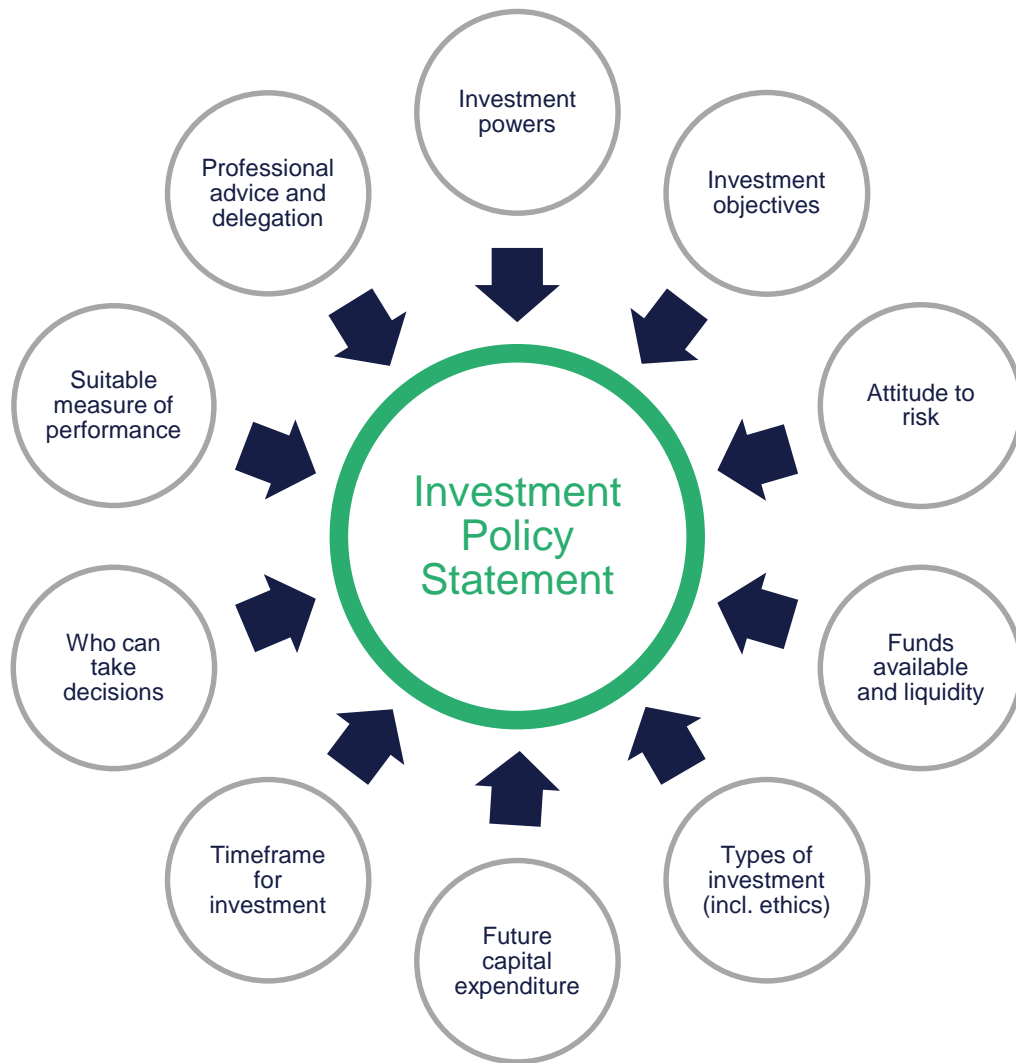 Investment
powers
Investment
objectives
Attitude to
risk
Funds
available
and liquidity
Types of
investment
(incl. ethics)
Future
capital
expenditure
Timeframe
for
investment
Who can
take
decisions
Suitable
measure of
performance
Professional
advice and
delegation
Investment
Policy
Statement